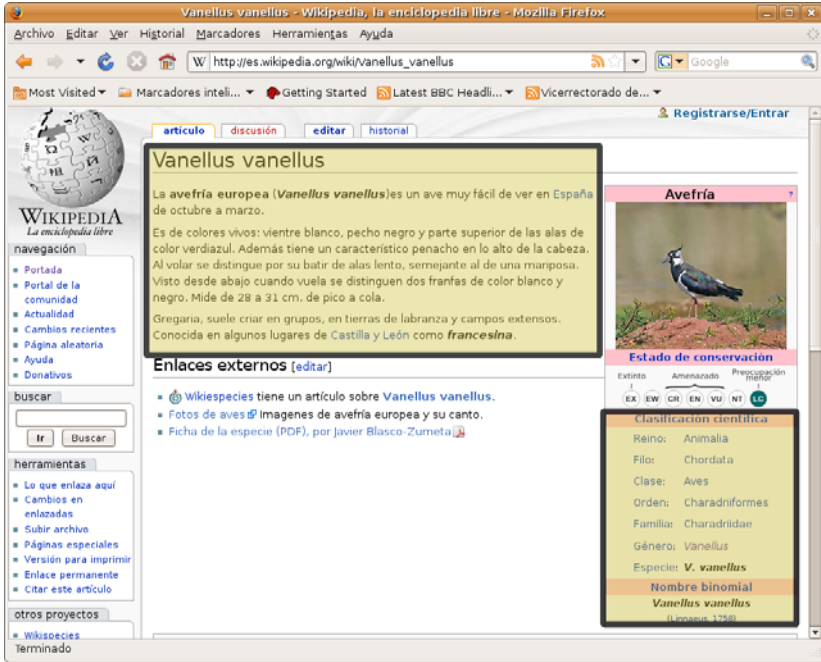 Vanellus vanellus - Wikipedia, la enciclopedia libre - Mozilla Firefox
Archivo Editar Ver Historial Marcadores Herramientas Ayuda
W http://es.wikipedia.org/wiki/Vanellus_vanellus
G Google
Most Visited Marcadores inteli... Getting Started Latest BBC Headli... Vicerrectorado de...
Registrarse/Entrar
artículo discusión editar historial
WIKIPEDIA
La enciclopedia libre
navegación
Portada
Portal de la
comunidad
Actualidad
Cambios recientes
Página aleatoria
Ayuda
Donativos
buscar
Ir Buscar
herramientas
Lo que enlaza aquí
Cambios en
enlazadas
Subir archivo
Páginas especiales
Versión para imprimir
Enlace permanente
Citar este artículo
otros proyectos
Wikispecies
Vanellus vanellus
La avefría europea (Vanellus vanellus)es un ave muy fácil de ver en España
de octubre a marzo.
Es de colores vivos: vientre blanco, pecho negro y parte superior de las alas de
color verdiazul. Además tiene un característico penacho en lo alto de la cabeza.
Al volar se distingue por su batir de alas lento, semejante al de una mariposa.
Visto desde abajo cuando vuela se distinguen dos franfas de color blanco y
negro. Mide de 28 a 31 cm. de pico a cola.
Gregaria, suele criar en grupos, en tierras de labranza y campos extensos.
Conocida en algunos lugares de Castilla y León como francesina.
Enlaces externos [editar]
Wikiespecies tiene un artículo sobre Vanellus vanellus.
Fotos de aves Imagenes de avefría europea y su canto.
Ficha de la especie (PDF), por Javier Blasco-Zumeta
Avefría ?
Estado de conservación
Extinto Amenazado Preocupación
menor
EX EW CR EN VU NT LC
Clasificación científica
Reino: Animalia
Filo: Chordata
Clase: Aves
Orden: Charadriiformes
Familia: Charadriidae
Género: Vanellus
Especie: V. vanellus
Nombre binomial
Vanellus vanellus
(Linnaeus, 1758)
Terminado